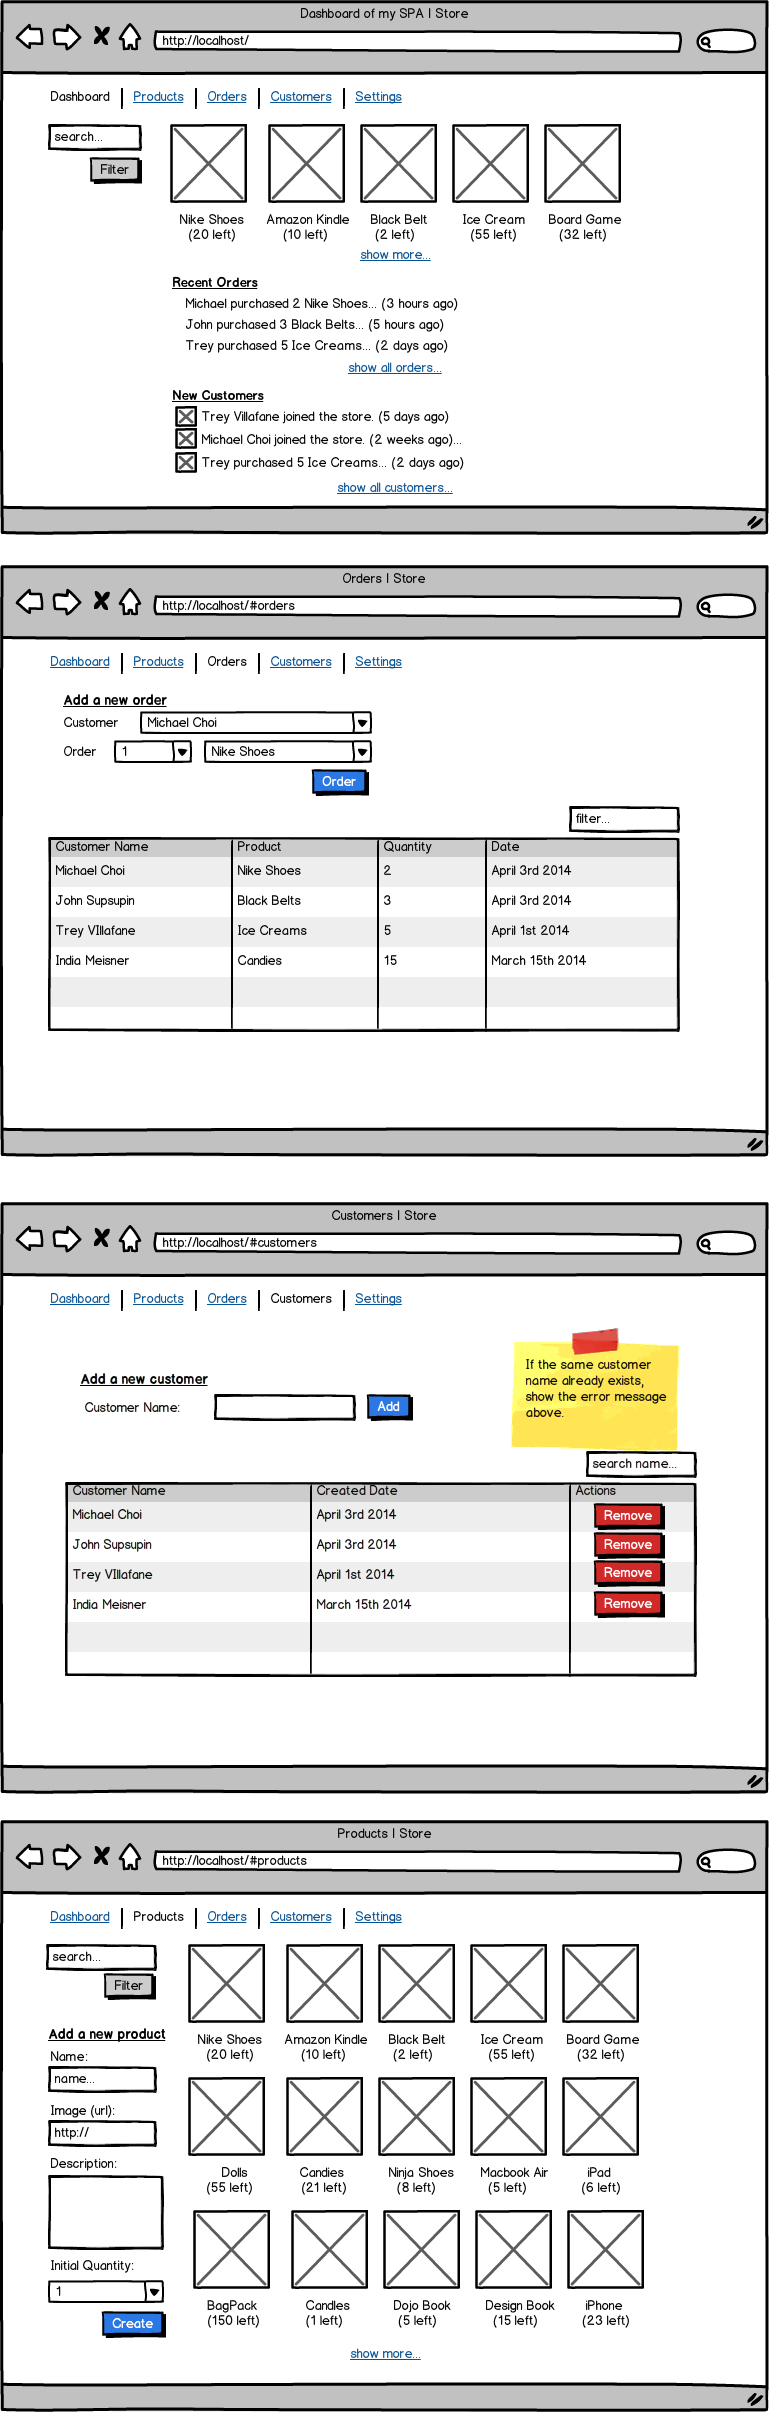 Dashboard of my SPA | Store
http://localhost/
Dashboard | Products | Orders | Customers | Settings
search...
Filter
Nike Shoes Amazon Kindle Black Belt Ice Cream Board Game
(20 left) (10 left) (2 left) (55 left) (32 left)
show more...
Recent Orders
Michael purchased 2 Nike Shoes... (3 hours ago)
John purchased 3 Black Belts... (5 hours ago)
Trey purchased 5 Ice Creams... (2 days ago)
show all orders...
New Customers
Trey Villafane joined the store. (5 days ago)
Michael Choi joined the store. (2 weeks ago)...
Trey purchased 5 Ice Creams... (2 days ago)
show all customers...
Orders | Store
http://localhost/#orders
Dashboard | Products | Orders | Customers | Settings
Add a new order
Customer Michael Choi
Order 1 Nike Shoes
Order
filter...
Customer Name Product Quantity Date
Michael Choi Nike Shoes 2 April 3rd 2014
John Supsupin Black Belts 3 April 3rd 2014
Trey VIllafane Ice Creams 5 April 1st 2014
India Meisner Candies 15 March 15th 2014
Customers | Store
http://localhost/#customers
Dashboard | Products | Orders | Customers | Settings
If the same customer
name already exists,
show the error message
above.
Add a new customer
Customer Name: Add
search name...
Customer Name Created Date Actions
Michael Choi April 3rd 2014 Remove
John Supsupin April 3rd 2014 Remove
Trey VIllafane April 1st 2014 Remove
India Meisner March 15th 2014 Remove
Products | Store
http://localhost/#products
Dashboard | Products | Orders | Customers | Settings
search...
Filter
Add a new product
Name:
name...
Image (url):
http://
Description:
Initial Quantity:
1
Create
Nike Shoes Amazon Kindle Black Belt Ice Cream Board Game
(20 left) (10 left) (2 left) (55 left) (32 left)
Dolls Candies Ninja Shoes Macbook Air iPad
(55 left) (21 left) (8 left) (5 left) (6 left)
BagPack Candles Dojo Book Design Book iPhone
(150 left) (1 left) (5 left) (15 left) (23 left)
show more...